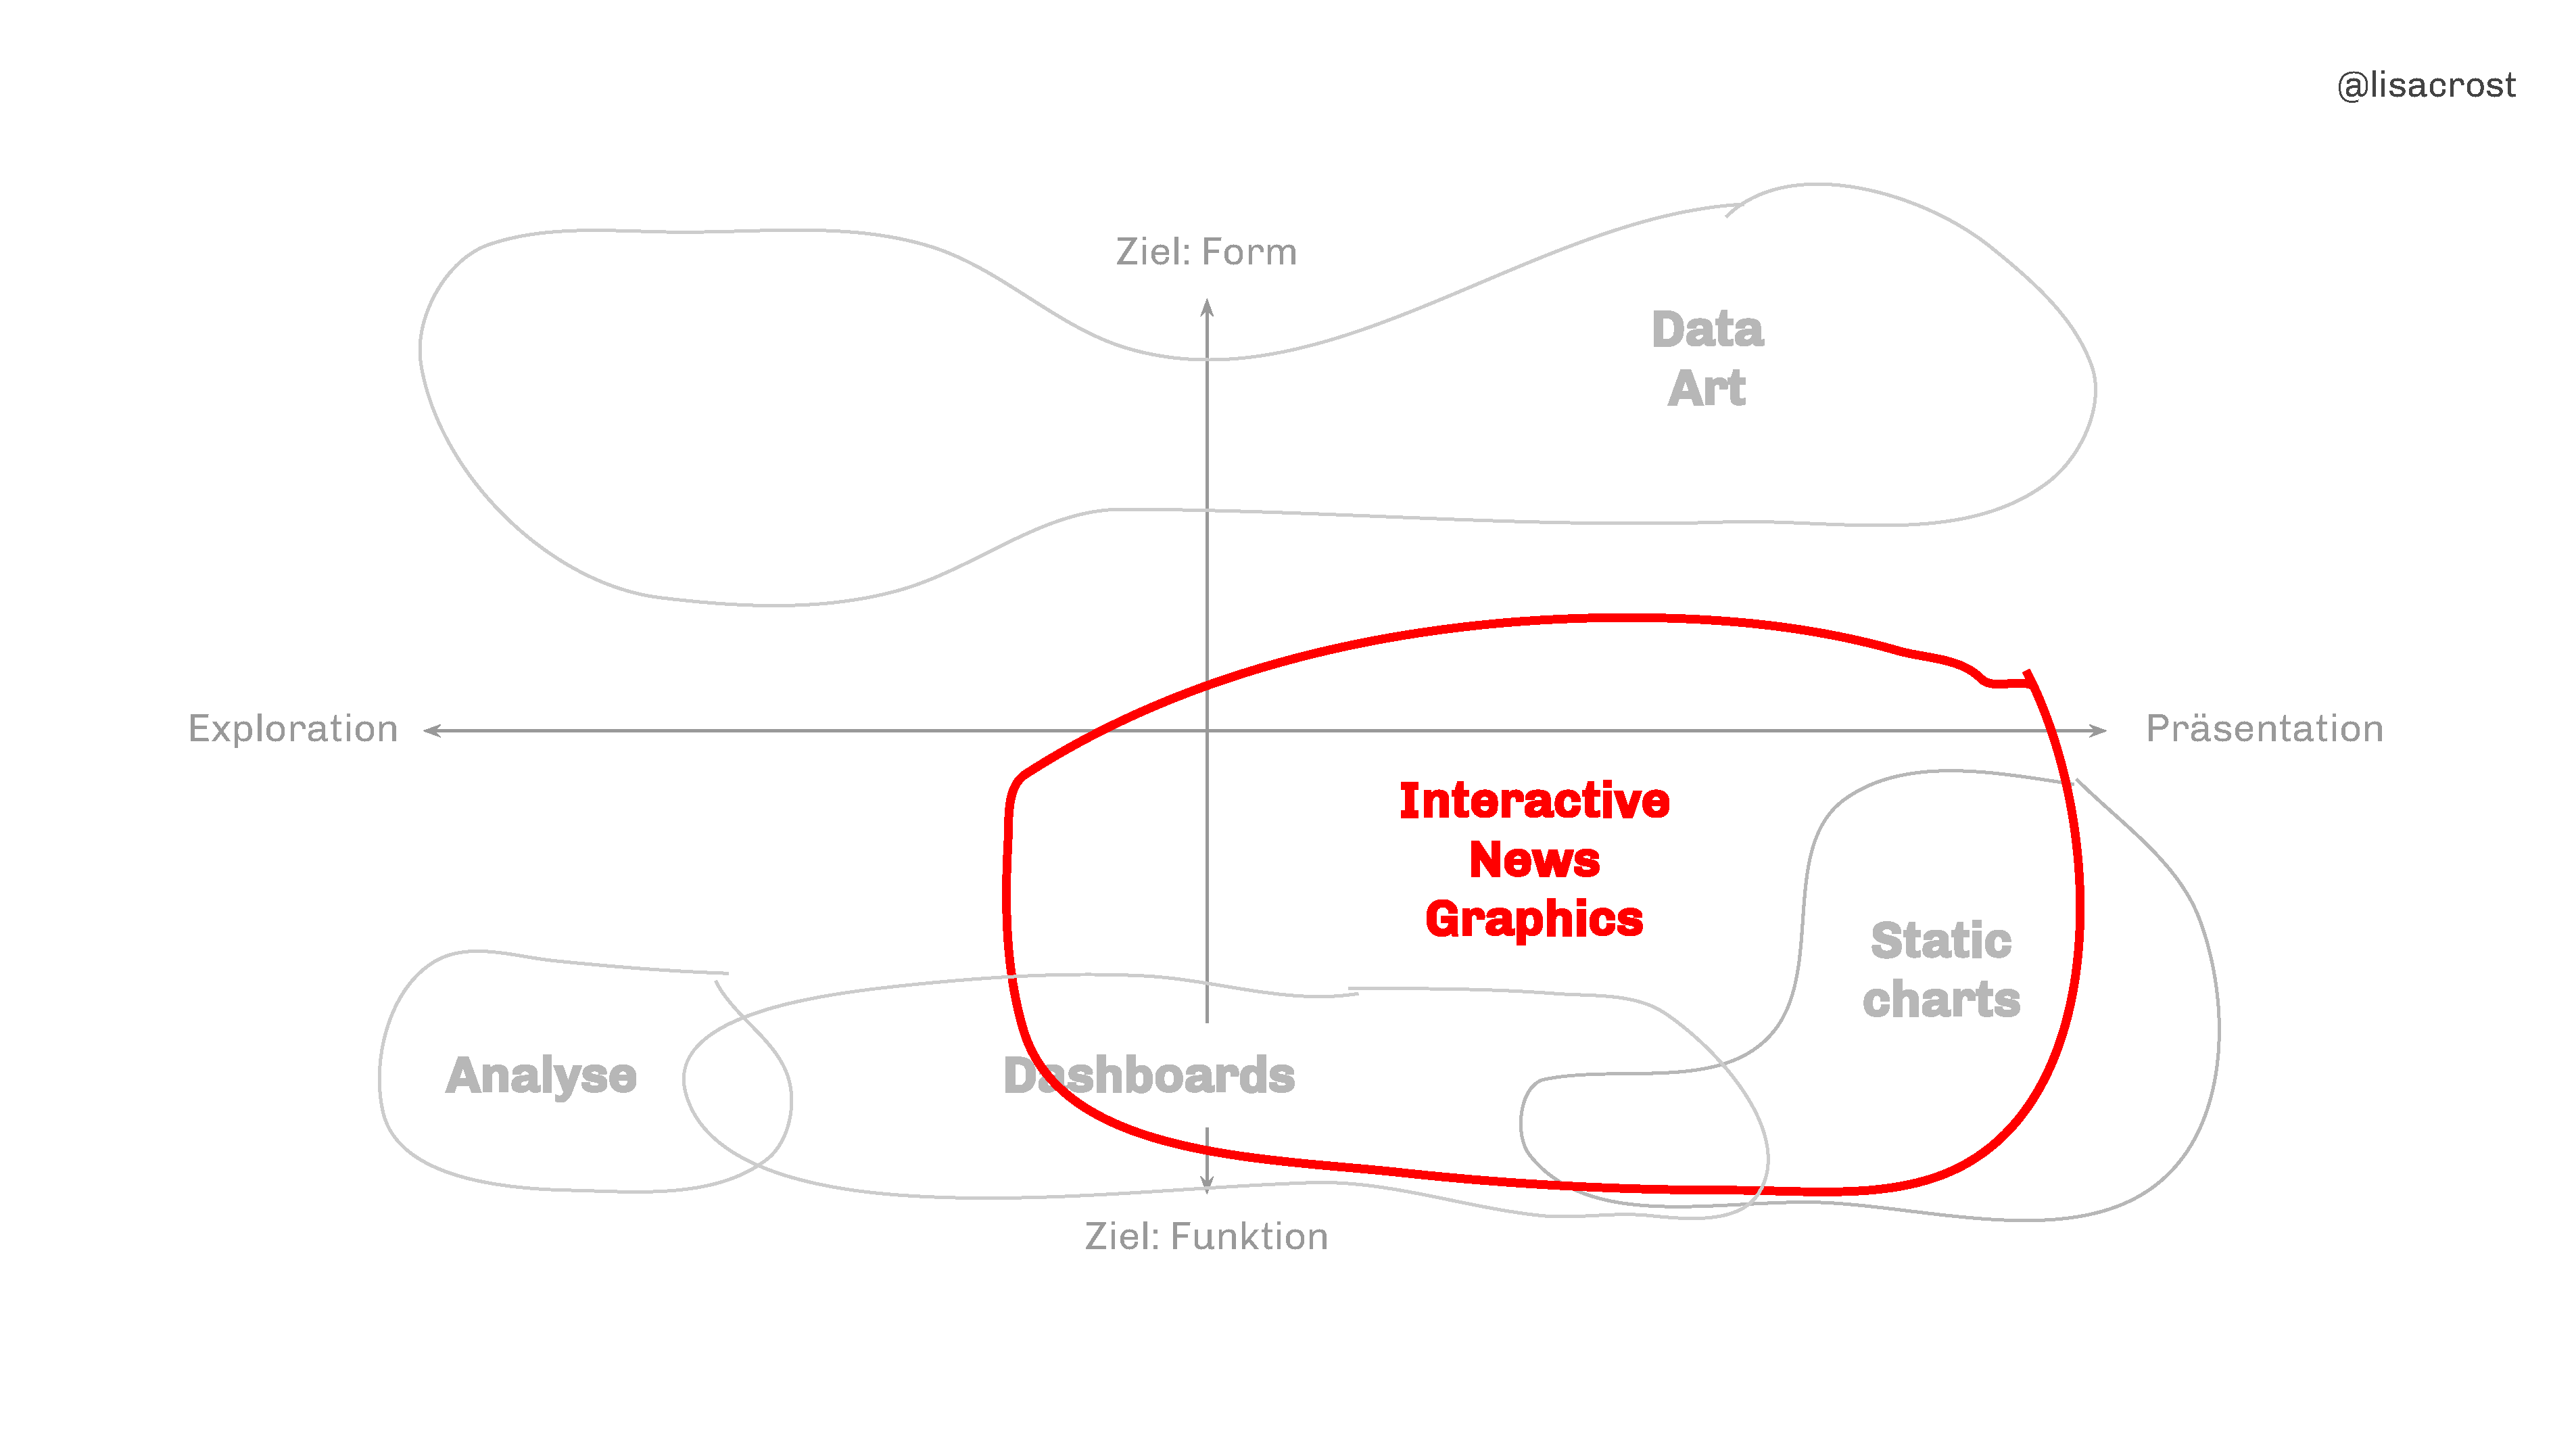 @lisacrost
Ziel: Form
Data
Art
Exploration
Präsentation
Interactive
News
Graphics
Static
charts
Analyse
Dashboards
Ziel: Funktion